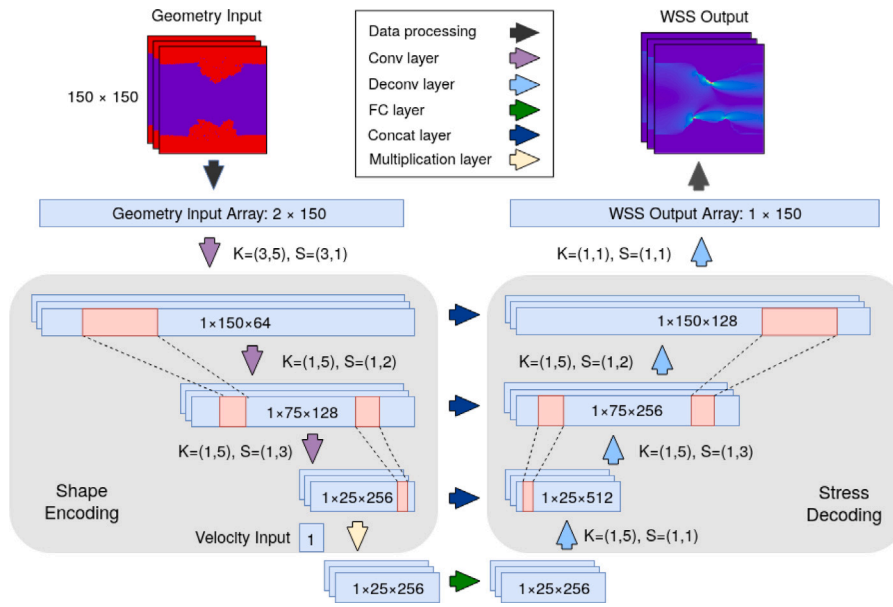 Geometry Input
WSS Output
150 × 150
Data processing
Conv layer
Deconv layer
FC layer
Concat layer
Multiplication layer
Geometry Input Array: 2 × 150
WSS Output Array: 1 × 150
K=(3,5), S=(3,1)
K=(1,1), S=(1,1)
1×150×64
1×150×128
K=(1,5), S=(1,2)
K=(1,5), S=(1,2)
1×75×128
1×75×256
K=(1,5), S=(1,3)
K=(1,5), S=(1,3)
1×25×256
1×25×512
Shape
Encoding
Stress
Decoding
Velocity Input
1
K=(1,5), S=(1,1)
1×25×256
1×25×256